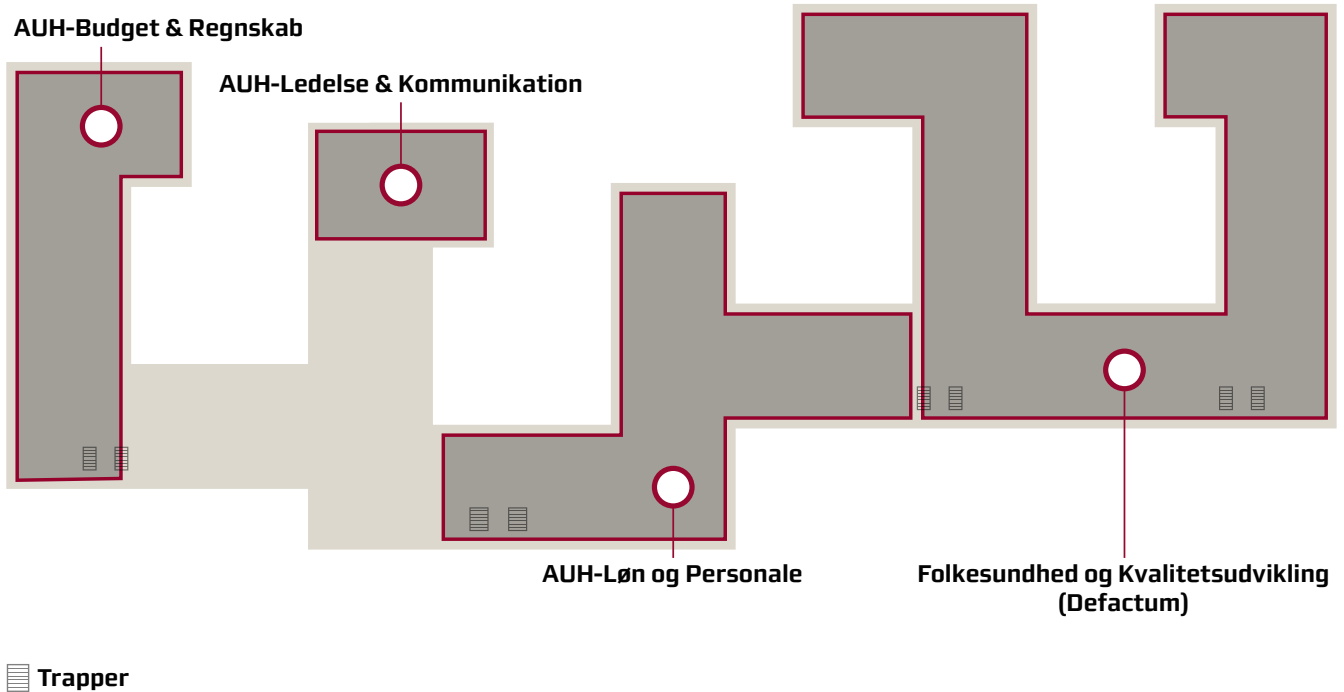 AUH-Budget & Regnskab
AUH-Ledelse & Kommunikation
AUH-Løn og Personale
Folkesundhed og Kvalitetsudvikling
(Defactum)
Trapper